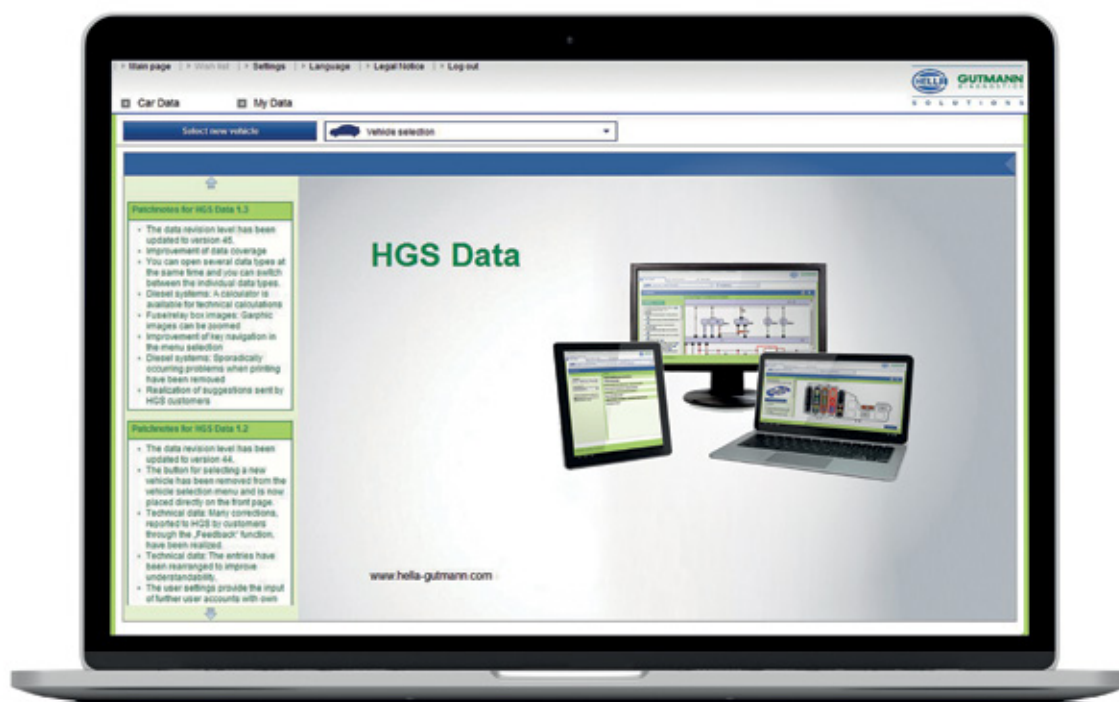 Main page | Wish list | Settings | Language | Legal Notice | Log out
HELLA GUTMANN
DIAGNOSTICS
SOLUTIONS
Car Data My Data
Select new vehicle Vehicle selection
Patchnotes for HGS Data 1.3
The data revision level has been
updated to version 45.
Improvement of data coverage
You can open several data types at
the same time and you can switch
between the individual data types.
Diesel systems: A calculator is
available for technical calculations
Fuse/relay box images: Garphic
images can be zoomed
Improvement of key navigation in
the menu selection
Diesel systems: Sporadically
occurring problems when printing
have been removed
Realization of suggestions sent by
HGS customers
Patchnotes for HGS Data 1.2
The data revision level has been
updated to version 44.
The button for selecting a new
vehicle has been removed from the
vehicle selection menu and is now
placed directly on the front page.
Technical data: Many corrections,
reported to HGS by customers
through the „Feedback“ function,
have been realized.
Technical data: The entries have
been rearranged to improve
understandability.
The user settings provide the input
of further user accounts with own
HGS Data
www.hella-gutmann.com